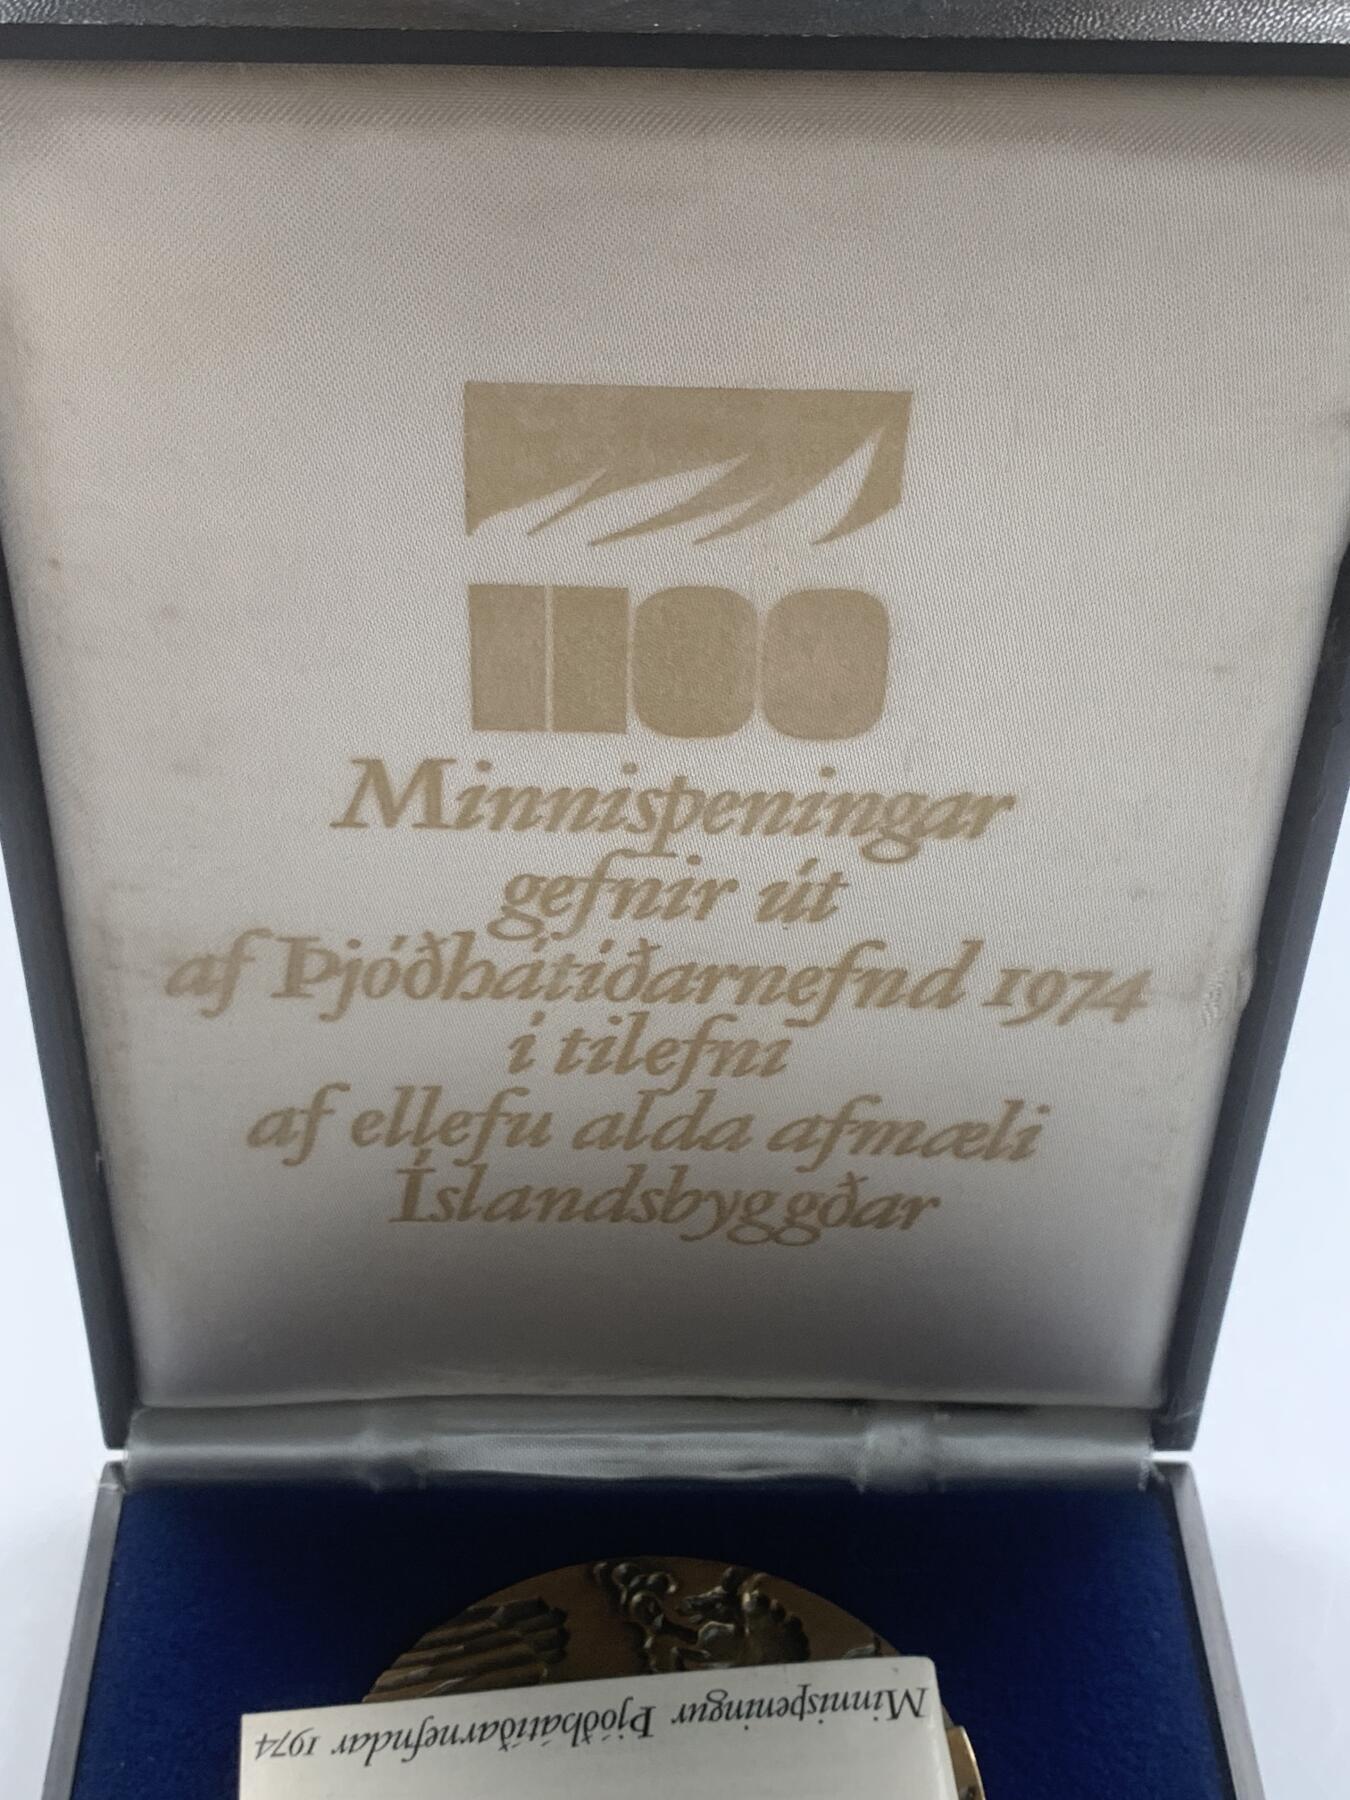 1100
Minnispeningar
gefnir út
af Þjóðhátíðarnefnd 1974
í tilefni
af ellefu alda afmæli
Íslandsbyggðar
Minnispeningur Þjóðhátíðarnefndar 1974